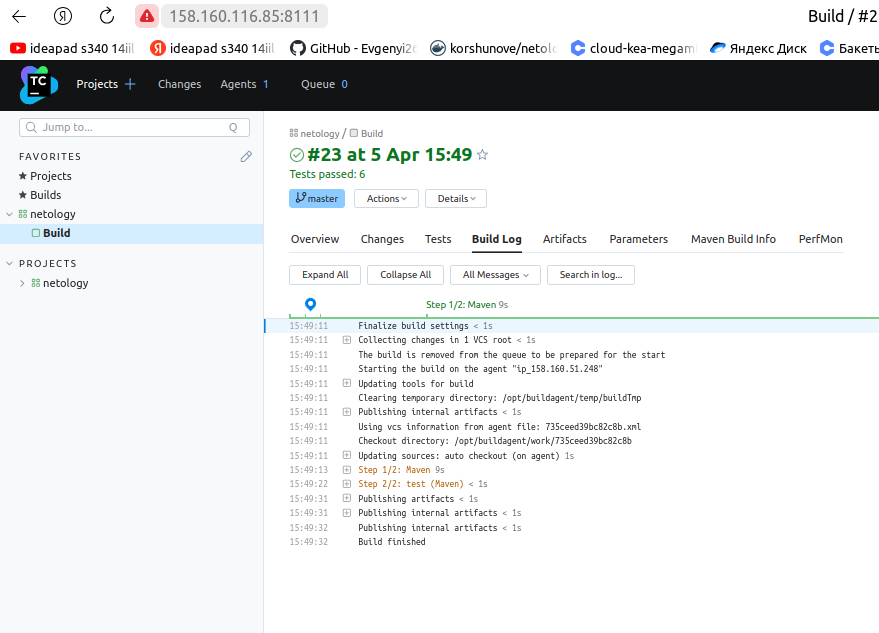 158.160.116.85:8111 Build / #2
ideapad s340 14iil ideapad s340 14iil GitHub - Evgenyi26 korshunove/netolo cloud-kea-megami Яндекс Диск Бакеты
TC Projects Changes Agents 1 Queue 0
Jump to... Q
FAVORITES
Projects
Builds
netology
Build
PROJECTS
netology
netology / Build
#23 at 5 Apr 15:49
Tests passed: 6
master Actions Details
Overview Changes Tests Build Log Artifacts Parameters Maven Build Info PerfMon
Expand All Collapse All All Messages Search in log...
Step 1/2: Maven 9s
15:49:11 Finalize build settings < 1s
15:49:11 Collecting changes in 1 VCS root < 1s
15:49:11 The build is removed from the queue to be prepared for the start
15:49:11 Starting the build on the agent "ip_158.160.51.248"
15:49:11 Updating tools for build
15:49:11 Clearing temporary directory: /opt/buildagent/temp/buildTmp
15:49:11 Publishing internal artifacts < 1s
15:49:11 Using vcs information from agent file: 735ceed39bc82c8b.xml
15:49:11 Checkout directory: /opt/buildagent/work/735ceed39bc82c8b
15:49:11 Updating sources: auto checkout (on agent) 1s
15:49:13 Step 1/2: Maven 9s
15:49:22 Step 2/2: test (Maven) < 1s
15:49:31 Publishing artifacts < 1s
15:49:31 Publishing internal artifacts < 1s
15:49:32 Publishing internal artifacts < 1s
15:49:32 Build finished